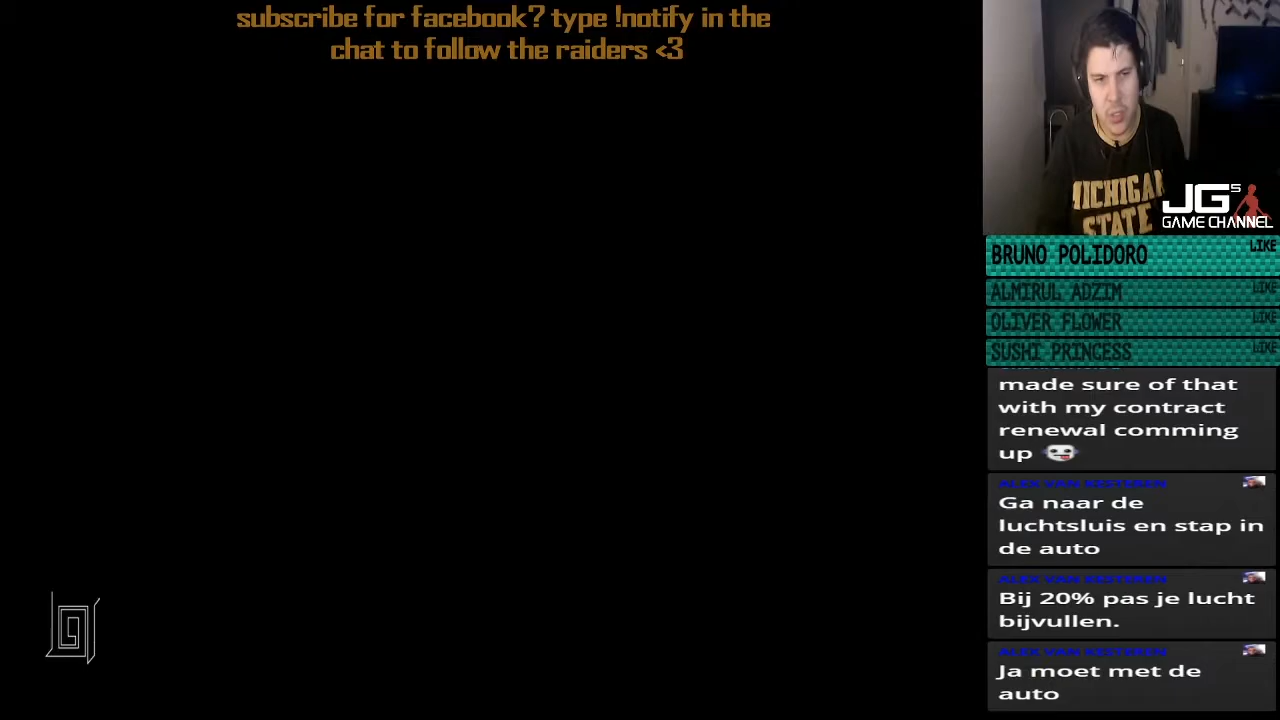 subscribe for facebook? type !notify in the
chat to follow the raiders <3
MICHIGAN
STATE
JG5
GAME CHANNEL
BRUNO POLIDORO LIKE
ALMIRUL ADZIM LIKE
OLIVER FLOWER LIKE
SUSHI PRINCESS LIKE
made sure of that
with my contract
renewal comming
up
Ga naar de
luchtsluis en stap in
de auto
Bij 20% pas je lucht
bijvullen.
Ja moet met de
auto